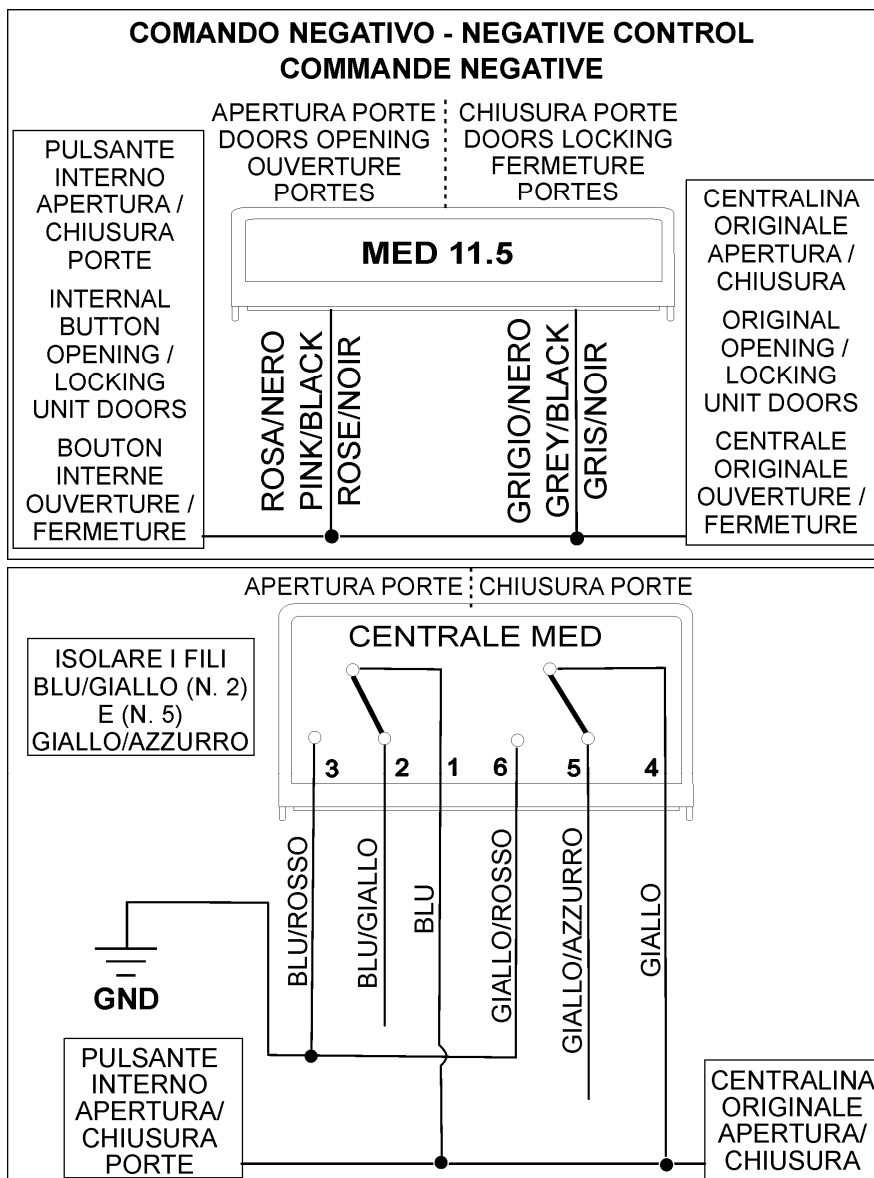 COMANDO NEGATIVO - NEGATIVE CONTROL
COMMANDE NEGATIVE
APERTURA PORTE
DOORS OPENING
OUVERTURE
PORTES
CHIUSURA PORTE
DOORS LOCKING
FERMETURE
PORTES
PULSANTE
INTERNO
APERTURA /
CHIUSURA
PORTE
INTERNAL
BUTTON
OPENING /
LOCKING
UNIT DOORS
BOUTON
INTERNE
OUVERTURE /
FERMETURE
MED 11.5
ROSA/NERO
PINK/BLACK
ROSE/NOIR
GRIGIO/NERO
GREY/BLACK
GRIS/NOIR
CENTRALINA
ORIGINALE
APERTURA /
CHIUSURA
ORIGINAL
OPENING /
LOCKING
UNIT DOORS
CENTRALE
ORIGINALE
OUVERTURE /
FERMETURE
APERTURA PORTE
CHIUSURA PORTE
CENTRALE MED
ISOLARE I FILI
BLU/GIALLO (N. 2)
E (N. 5)
GIALLO/AZZURRO
3 2 1 6 5 4
BLU/ROSSO
BLU/GIALLO
BLU
GIALLO/ROSSO
GIALLO/AZZURRO
GIALLO
GND
PULSANTE
INTERNO
APERTURA/
CHIUSURA
PORTE
CENTRALINA
ORIGINALE
APERTURA/
CHIUSURA